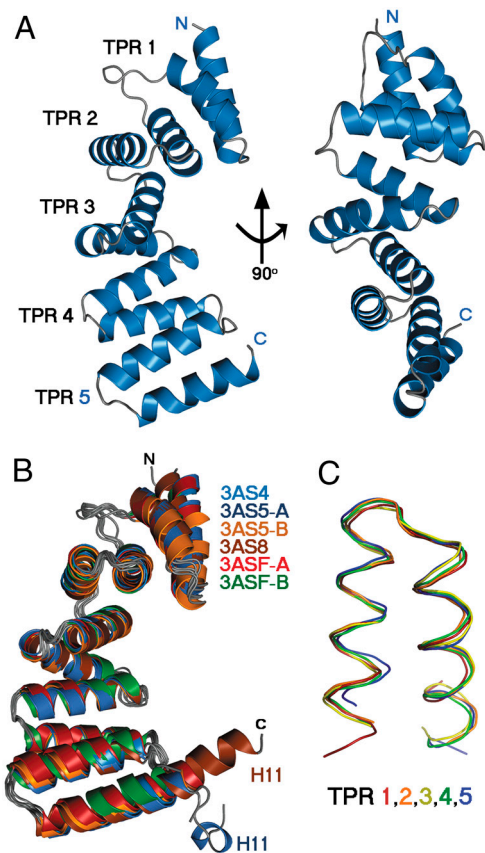 A
N
TPR 1
TPR 2
TPR 3
TPR 4
TPR 5
C
90°
N
C
B
N
3AS4
3AS5-A
3AS5-B
3AS8
3ASF-A
3ASF-B
C
H11
H11
C
TPR 1,2,3,4,5